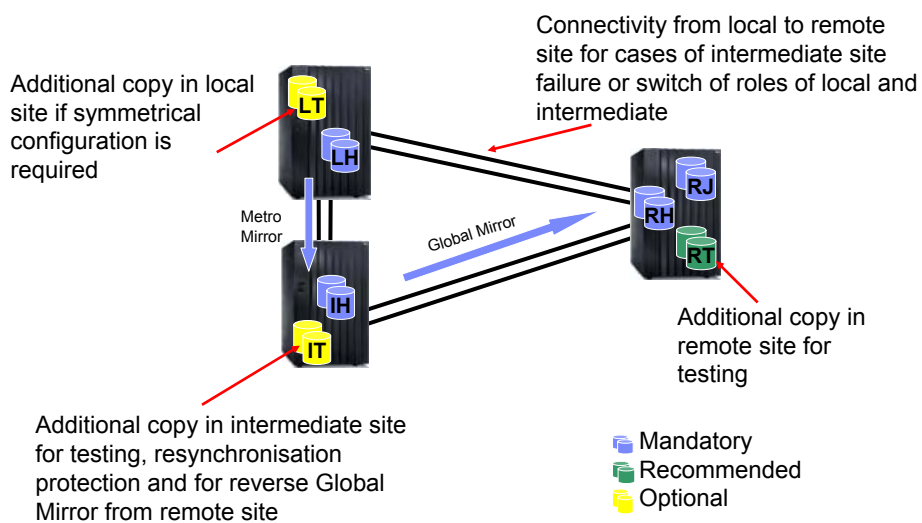 Additional copy in local
site if symmetrical
configuration is
required
Connectivity from local to remote
site for cases of intermediate site
failure or switch of roles of local and
intermediate
LT
LH
Metro
Mirror
Global Mirror
RJ
RH
RT
IH
IT
Additional copy in
remote site for
testing
Additional copy in intermediate site
for testing, resynchronisation
protection and for reverse Global
Mirror from remote site
Mandatory
Recommended
Optional